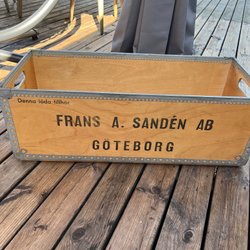 Denna låda tillhör
FRANS A. SANDÉN AB
GÖTEBORG